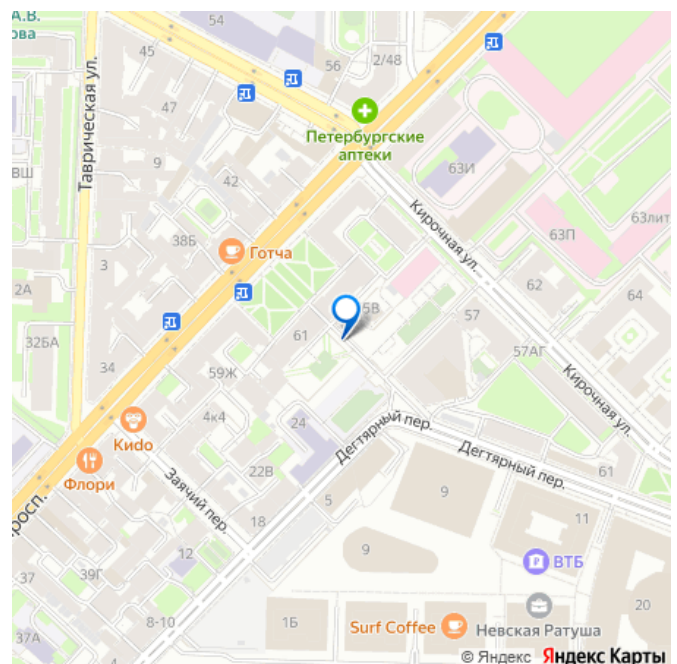 А.В.
ова
54
45
56
2/48
Таврическая ул.
47
Петербургские
аптеки
ВШ
9
63И
42
Кирочная ул.
63лит
38Б
63П
Готча
3
62
2А
64
5В
57
61
32БА
57АГ
34
59Ж
Кирочная ул.
4к4
24
Кидо
Дегтярный пер.
Дегтярный пер.
61
Флори
22В
9
Заячий пер.
росп.
5
18
11
12
9
ВТБ
37
39Г
20
8-10
1Б
Surf Coffee
Невская Ратуша
37А
© Яндекс Яндекс Карты